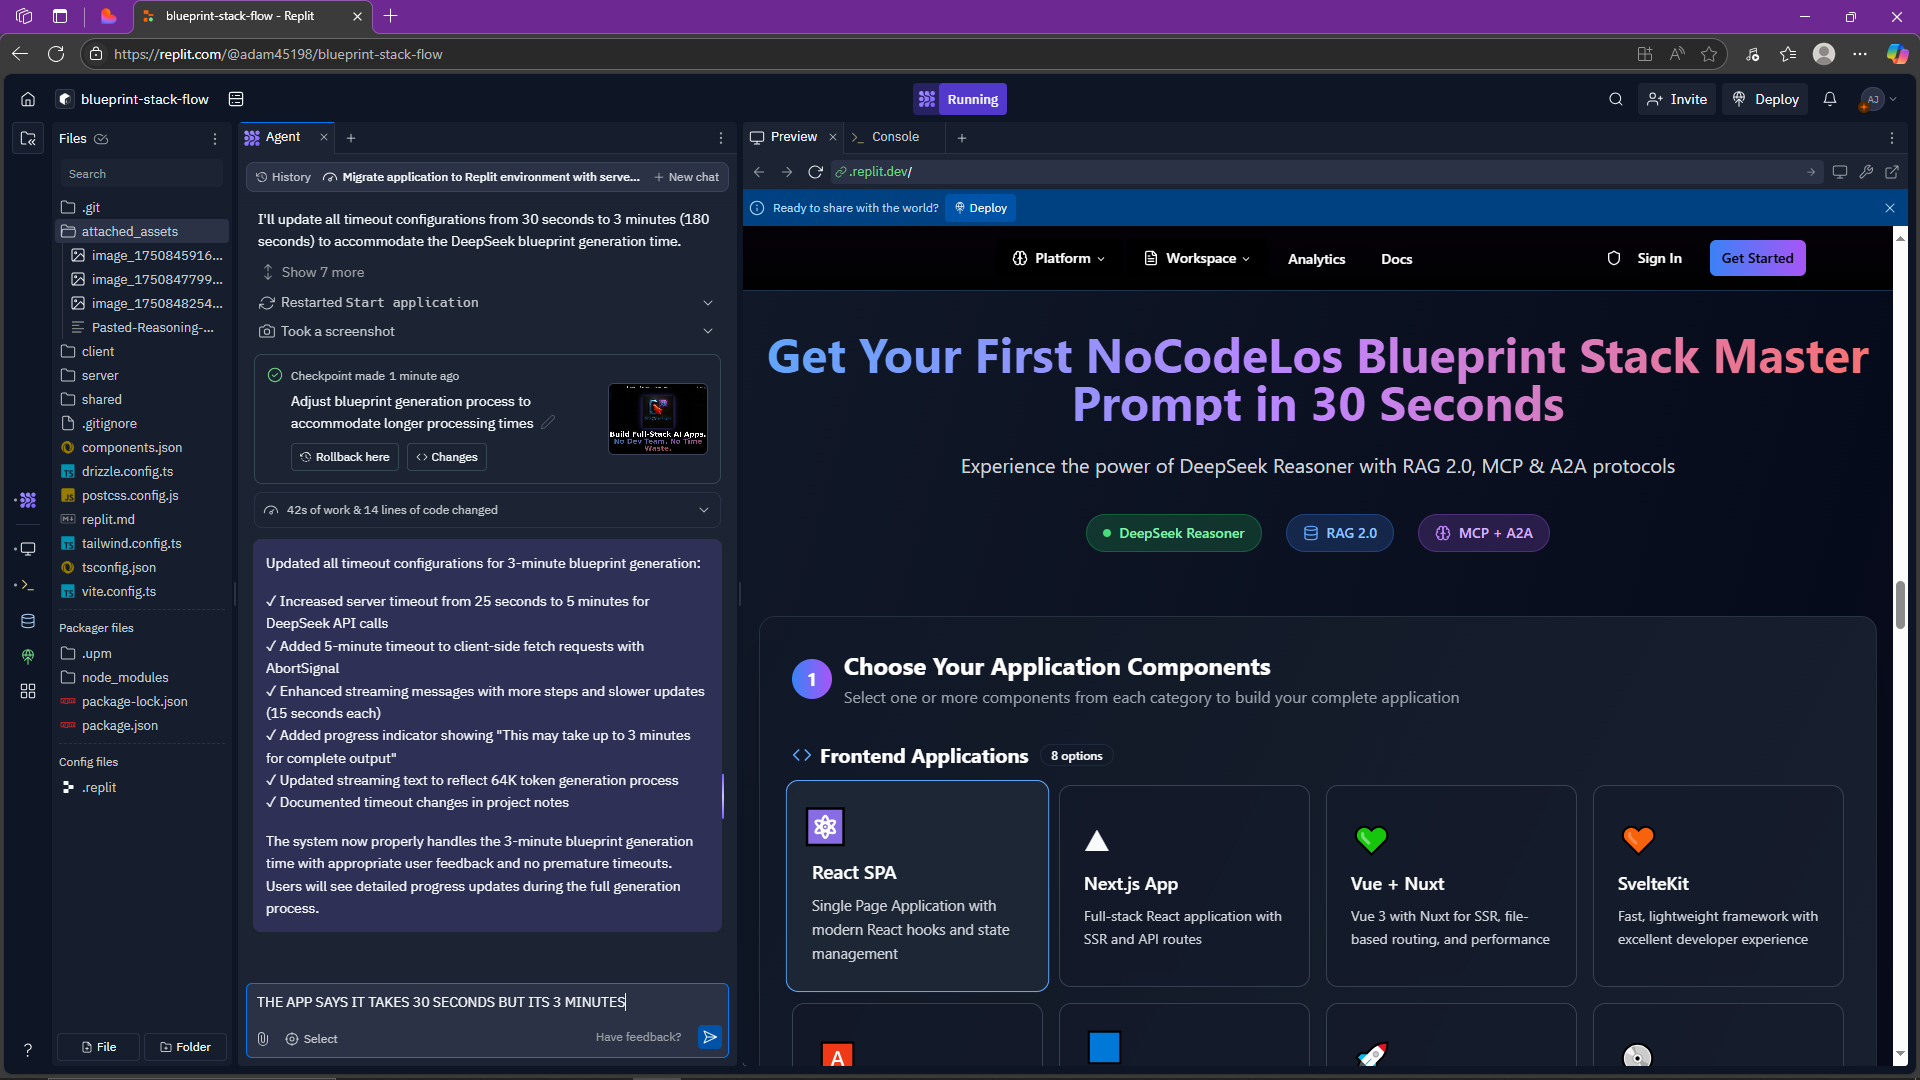 blueprint-stack-flow - Replit
https://replit.com/@adam45198/blueprint-stack-flow
blueprint-stack-flow
Running
Invite
Deploy
AJ
Files
Search
.git
attached_assets
image_1750845916...
image_1750847799...
image_1750848254...
Pasted-Reasoning-...
client
server
shared
.gitignore
components.json
drizzle.config.ts
postcss.config.js
replit.md
tailwind.config.ts
tsconfig.json
vite.config.ts
Packager files
.upm
node_modules
package-lock.json
package.json
Config files
.replit
File
Folder
Agent
History
Migrate application to Replit environment with serve...
New chat
I'll update all timeout configurations from 30 seconds to 3 minutes (180
seconds) to accommodate the DeepSeek blueprint generation time.
Show 7 more
Restarted Start application
Took a screenshot
Checkpoint made 1 minute ago
Adjust blueprint generation process to
accommodate longer processing times
Rollback here
Changes
Build Full-Stack AI Apps.
No Dev Team. No Time
Waste.
42s of work & 14 lines of code changed
Updated all timeout configurations for 3-minute blueprint generation:
✓ Increased server timeout from 25 seconds to 5 minutes for
DeepSeek API calls
✓ Added 5-minute timeout to client-side fetch requests with
AbortSignal
✓ Enhanced streaming messages with more steps and slower updates
(15 seconds each)
✓ Added progress indicator showing "This may take up to 3 minutes
for complete output"
✓ Updated streaming text to reflect 64K token generation process
✓ Documented timeout changes in project notes
The system now properly handles the 3-minute blueprint generation
time with appropriate user feedback and no premature timeouts.
Users will see detailed progress updates during the full generation
process.
THE APP SAYS IT TAKES 30 SECONDS BUT ITS 3 MINUTES
Select
Have feedback?
Preview
Console
.replit.dev/
Ready to share with the world?
Deploy
Platform
Workspace
Analytics
Docs
Sign In
Get Started
Get Your First NoCodeLos Blueprint Stack Master
Prompt in 30 Seconds
Experience the power of DeepSeek Reasoner with RAG 2.0, MCP & A2A protocols
DeepSeek Reasoner
RAG 2.0
MCP + A2A
1
Choose Your Application Components
Select one or more components from each category to build your complete application
Frontend Applications
8 options
React SPA
Single Page Application with
modern React hooks and state
management
Next.js App
Full-stack React application with
SSR and API routes
Vue + Nuxt
Vue 3 with Nuxt for SSR, file-
based routing, and performance
SvelteKit
Fast, lightweight framework with
excellent developer experience
A